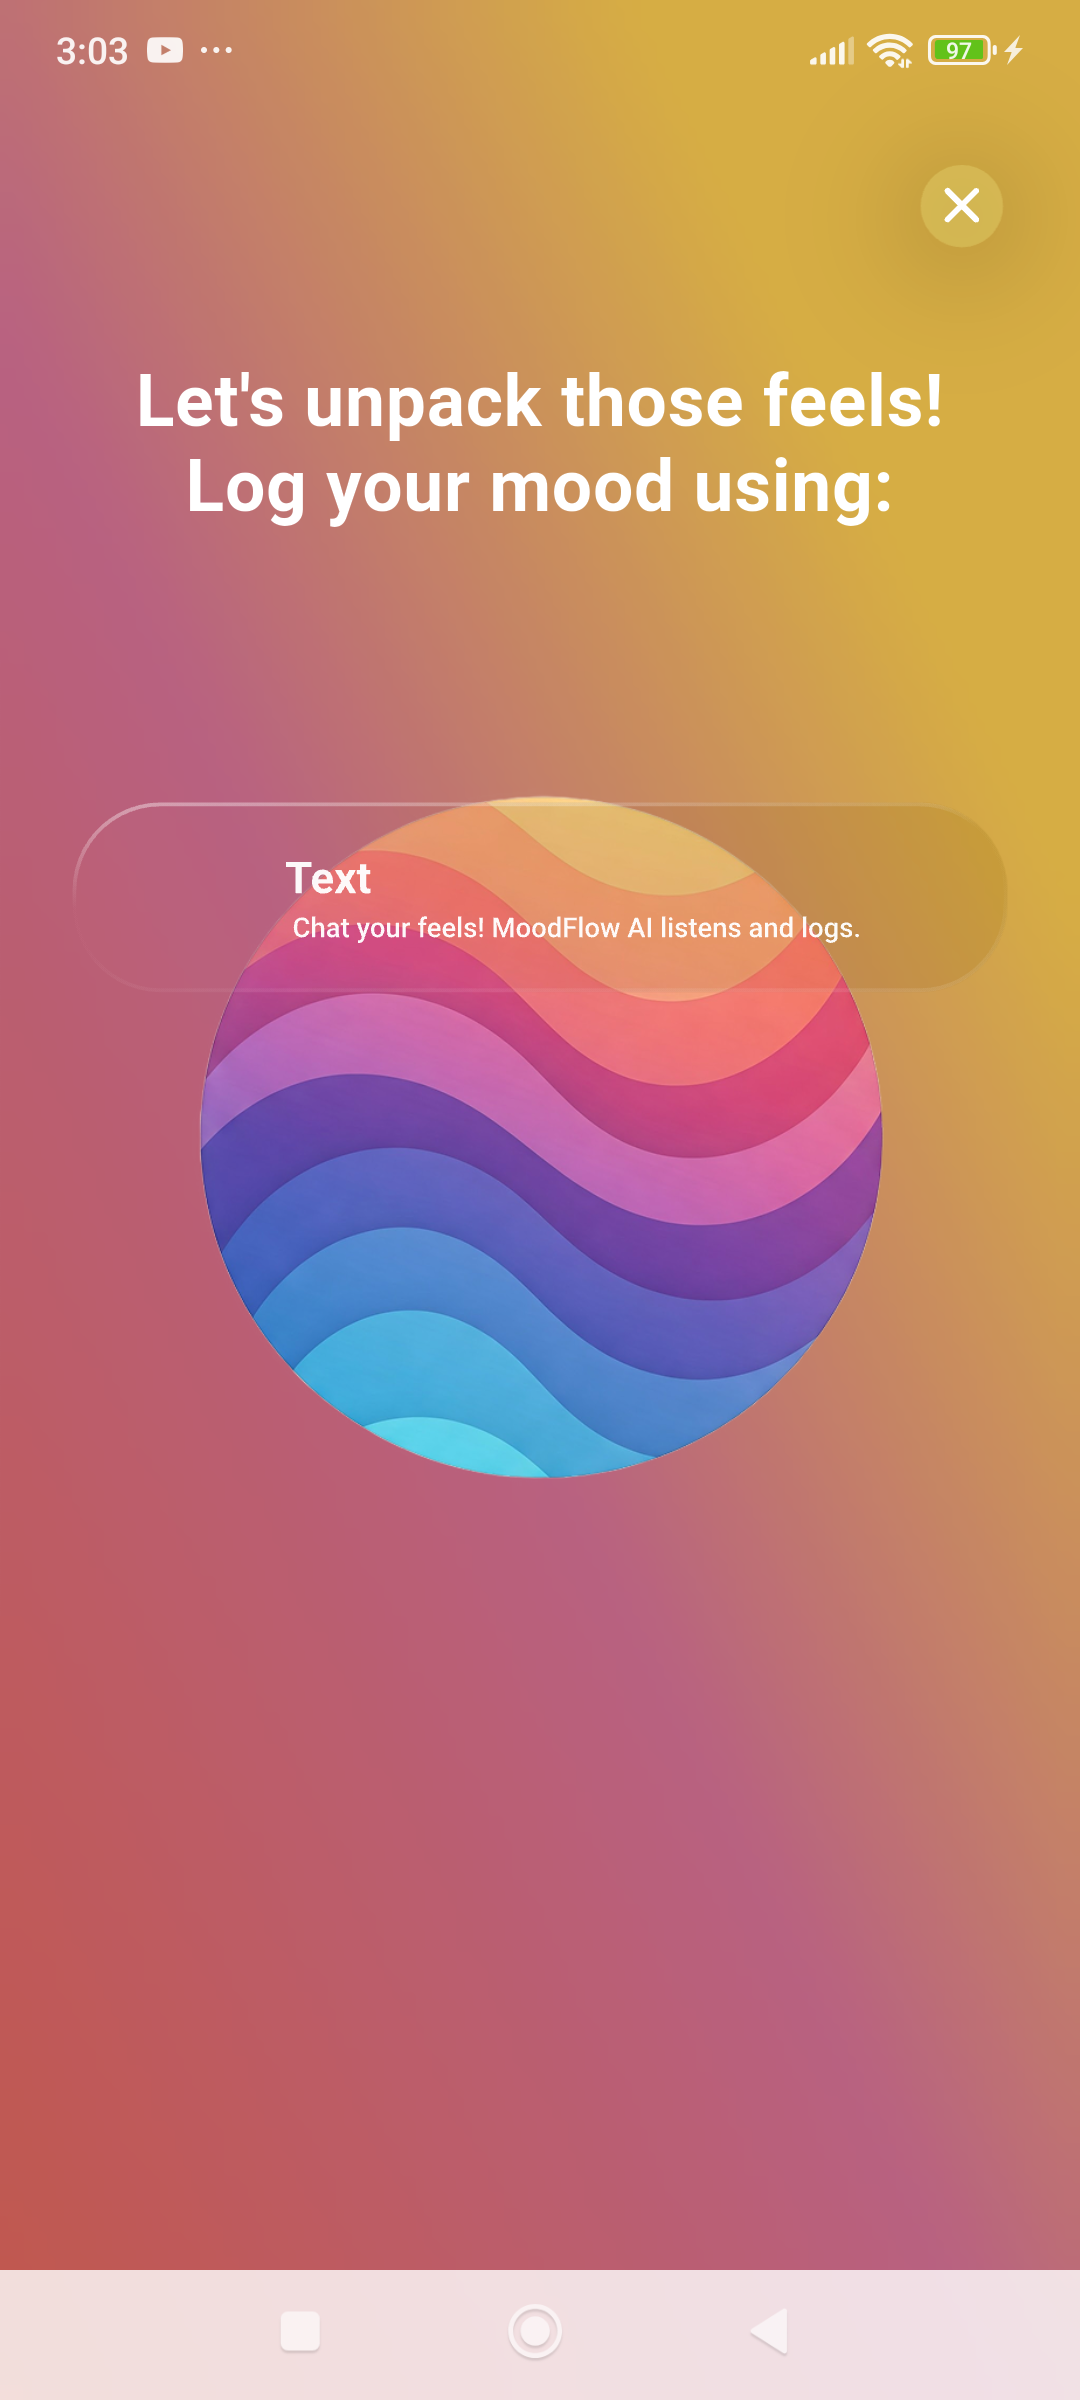 3:03
97
Let's unpack those feels!
Log your mood using:
Text
Chat your feels! MoodFlow AI listens and logs.